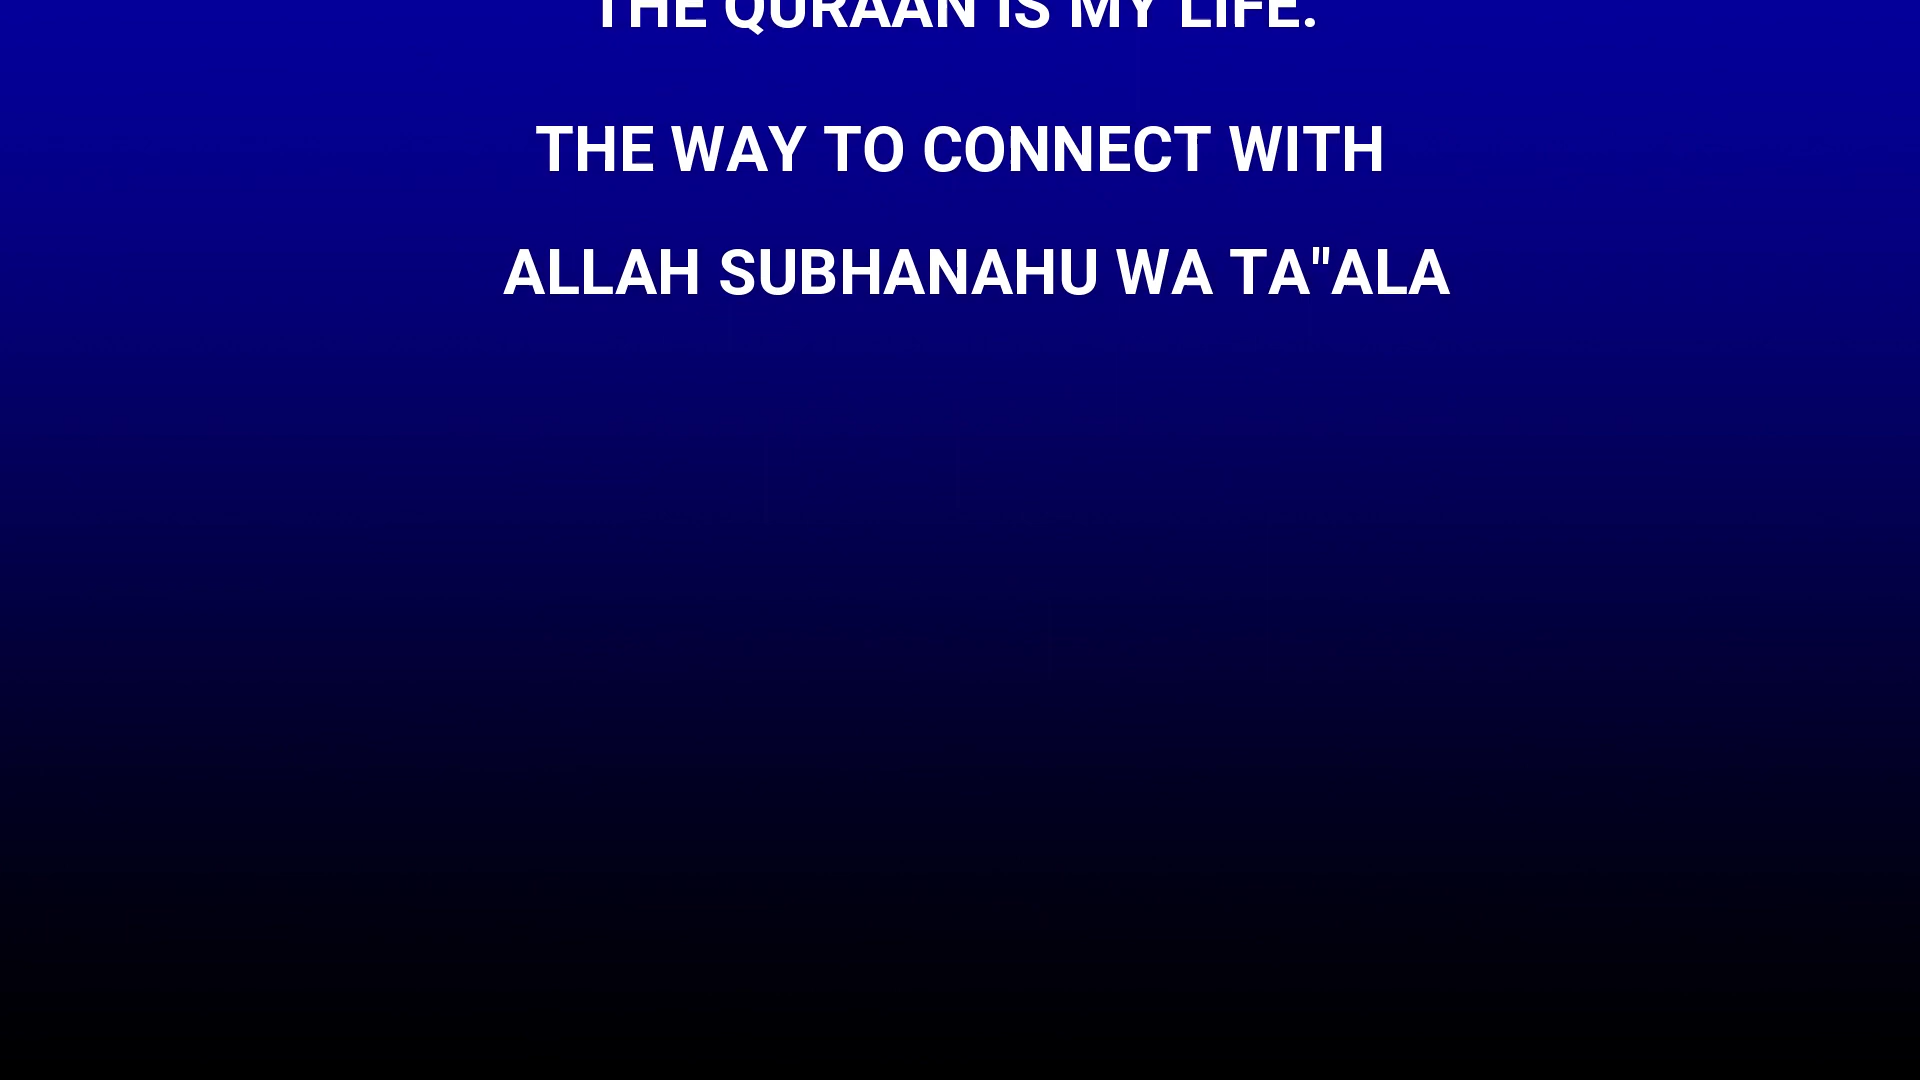 THE QURAAN IS MY LIFE.
THE WAY TO CONNECT WITH
ALLAH SUBHANAHU WA TA"ALA